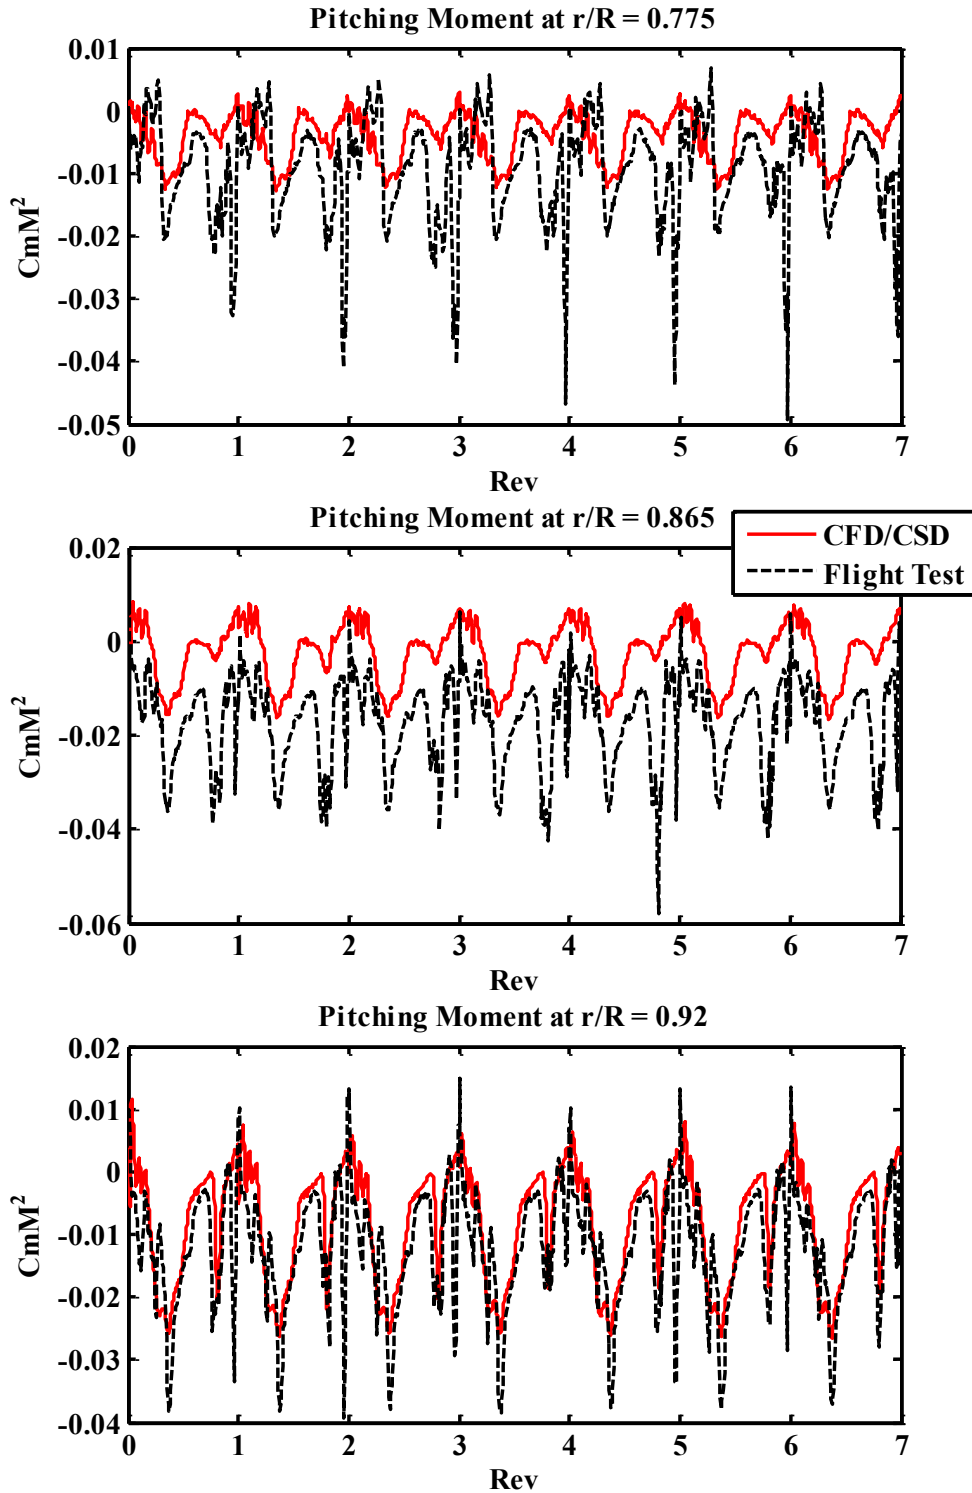 Pitching Moment at r/R = 0.775
0.01
0
-0.01
-0.02
-0.03
-0.04
-0.05
CmM²
0 1 2 3 4 5 6 7
Rev
Pitching Moment at r/R = 0.865
CFD/CSD
Flight Test
0.02
0
-0.02
-0.04
-0.06
CmM²
0 1 2 3 4 5 6 7
Rev
Pitching Moment at r/R = 0.92
0.02
0.01
0
-0.01
-0.02
-0.03
-0.04
CmM²
0 1 2 3 4 5 6 7
Rev